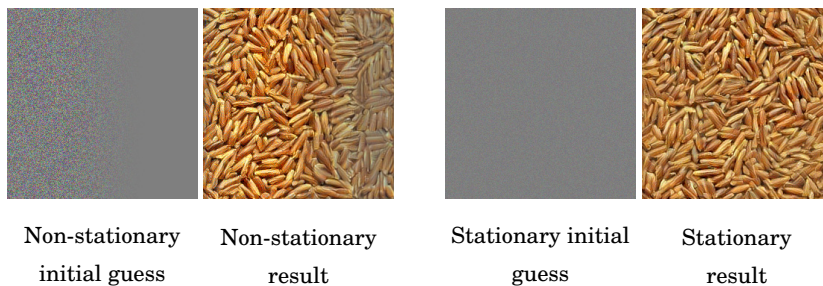 Non-stationary
initial guess
Non-stationary
result
Stationary initial
guess
Stationary
result